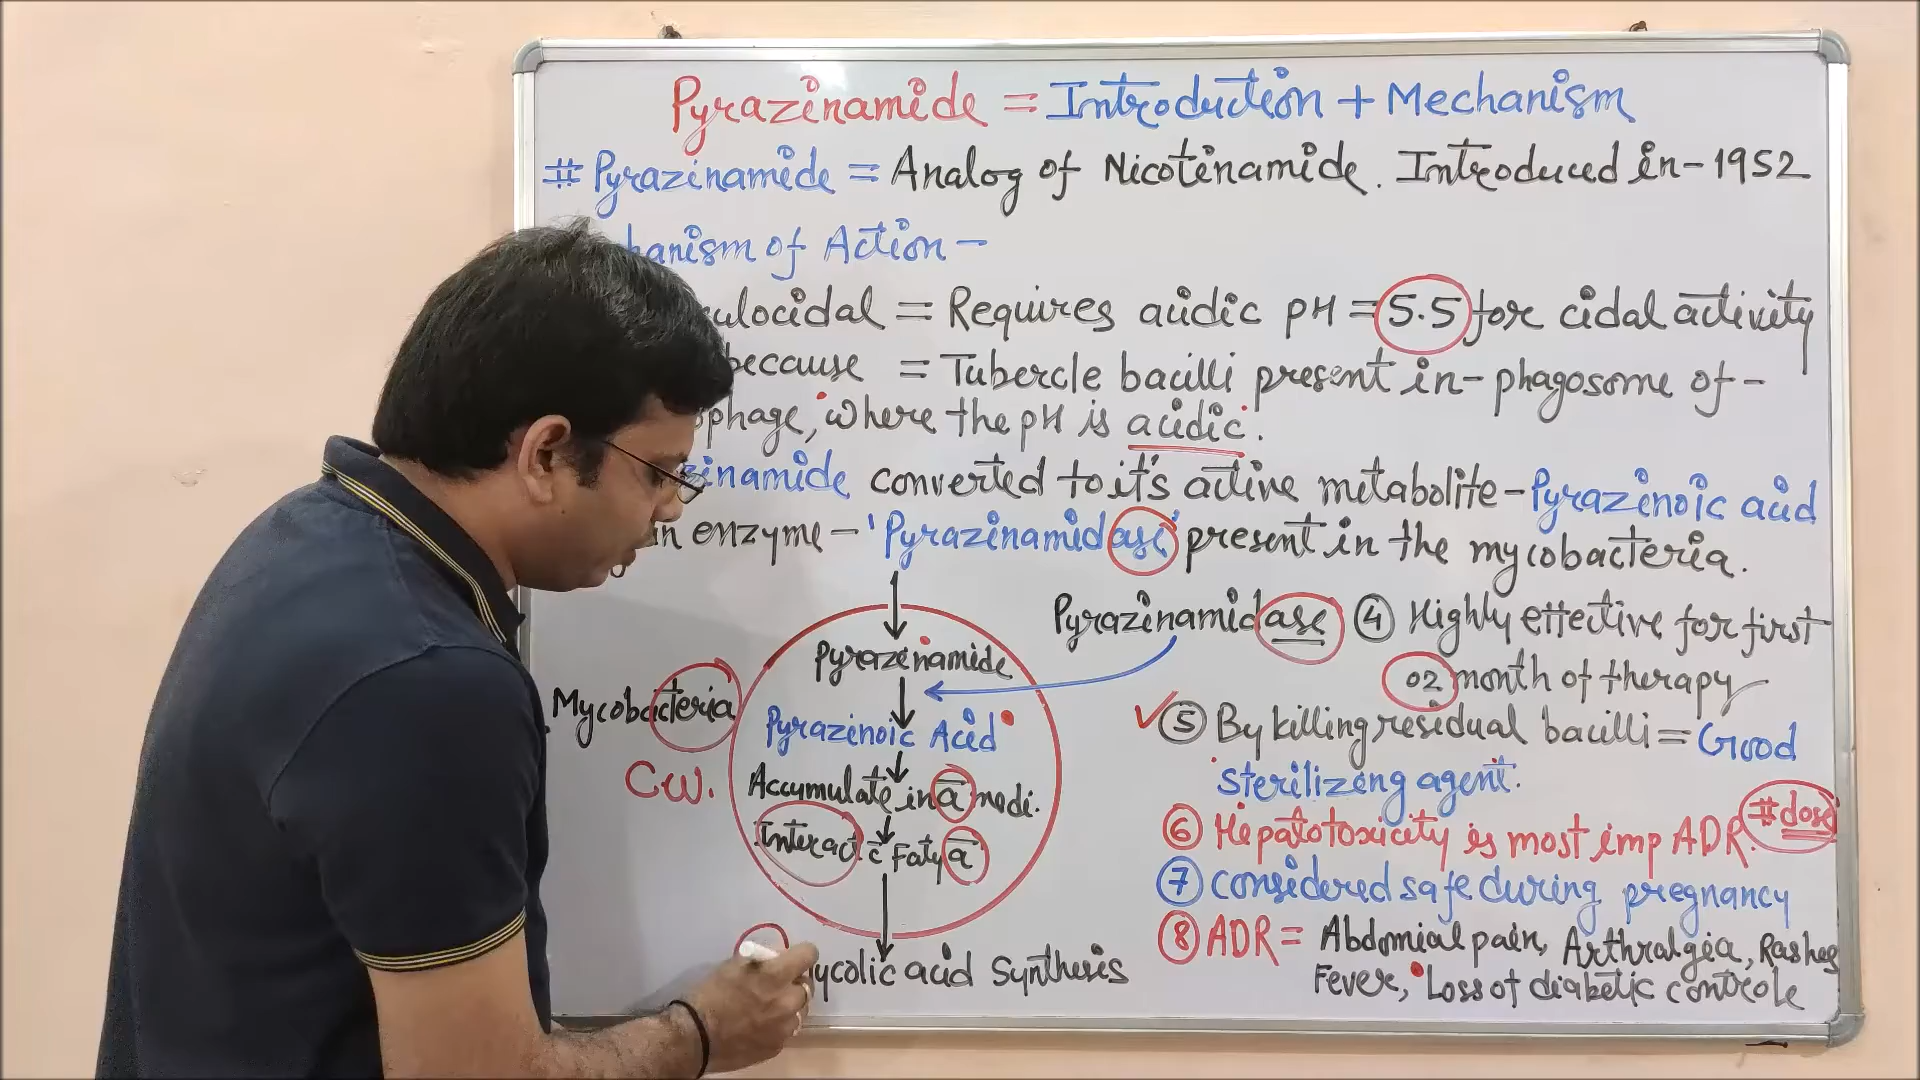 Pyrazinamide = Introduction + Mechanism
# Pyrazinamide = Analog of Nicotinamide. Introduced in - 1952
hanism of Action -
ulocidal = Requires acidic pH = 5.5 for cidal activity
because = Tubercle bacilli present in - phagosome of -
phage, where the pH is acidic.
zinamide converted to it's active metabolite - Pyrazinoic acid
an enzyme - 'Pyrazinamidase' present in the mycobacteria.
Pyrazinamidase
Pyrazinamide
Mycobacteria
Pyrazinoic Acid
C.W.
Accumulate in a medi.
Interact c̄ Faty a
ycolic acid Synthesis
④ Highly effective for first
02 month of therapy
⑤ By killing residual bacilli = Good
sterilizing agent.
#dose
⑥ Hepatotoxicity is most imp ADR.
⑦ considered safe during pregnancy
⑧ ADR = Abdomial pain, Arthralgia, Rashes
Fever, Loss of diabetic controle